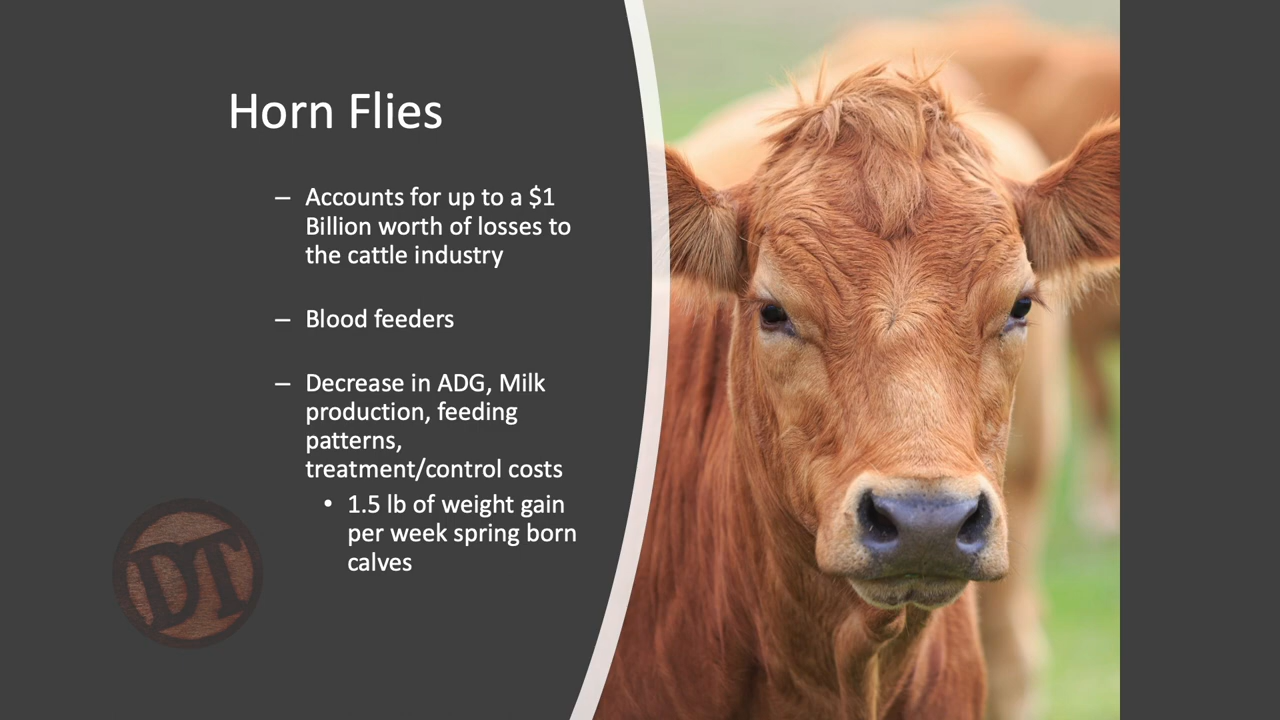 Horn Flies
– Accounts for up to a $1
Billion worth of losses to
the cattle industry
– Blood feeders
– Decrease in ADG, Milk
production, feeding
patterns,
treatment/control costs
• 1.5 lb of weight gain
per week spring born
calves
DT